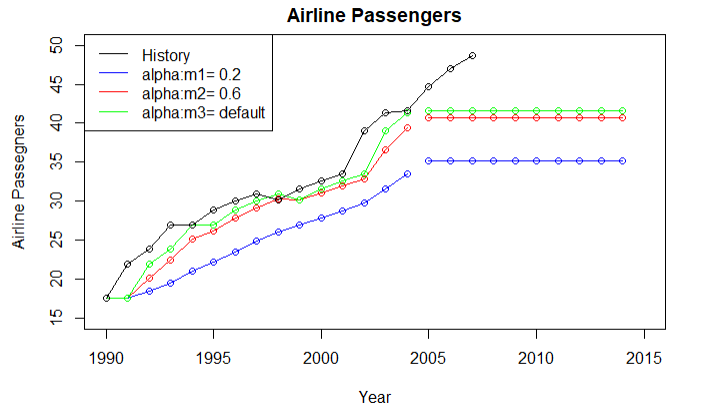 Airline Passengers
History
alpha:m1= 0.2
alpha:m2= 0.6
alpha:m3= default
Airline Passegners
50
45
40
35
30
25
20
15
1990 1995 2000 2005 2010 2015
Year